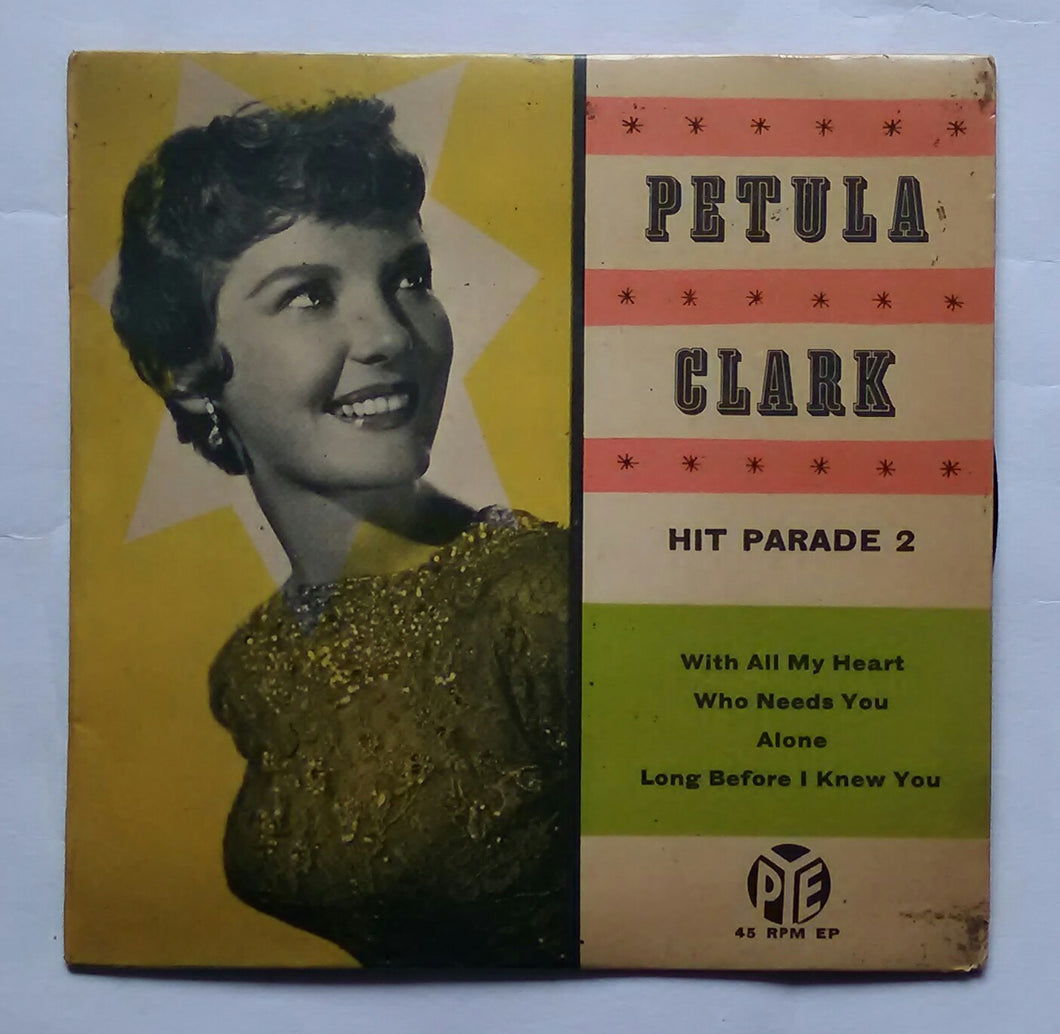 PETULA
CLARK
HIT PARADE 2
With All My Heart
Who Needs You
Alone
Long Before I Knew You
PYE
45 RPM EP